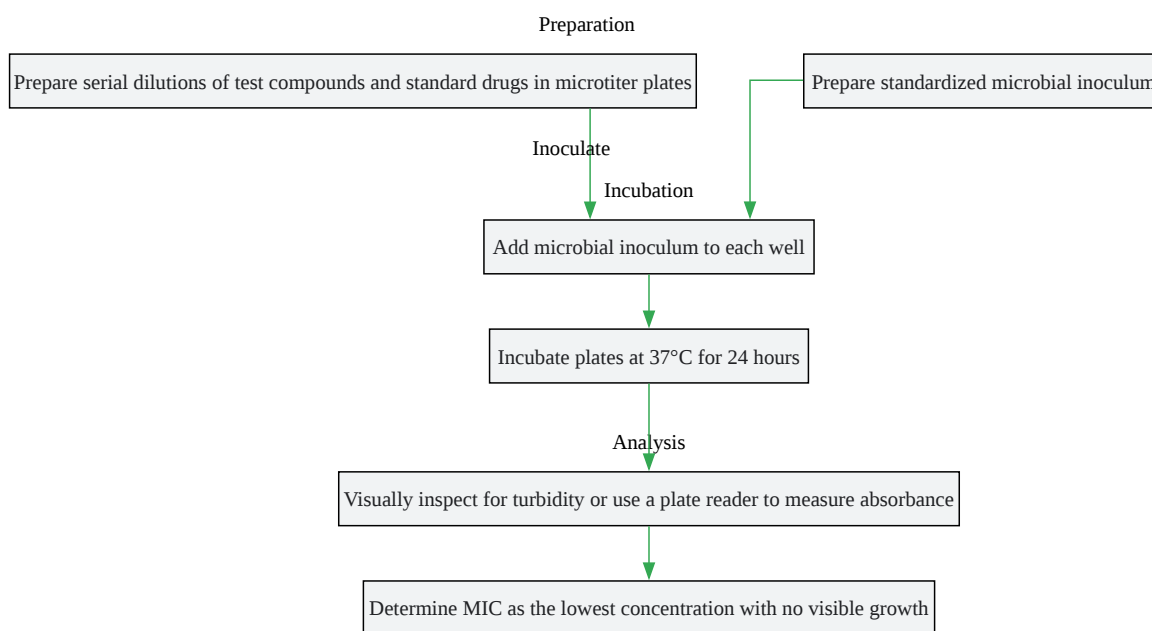 Preparation
Prepare serial dilutions of test compounds and standard drugs in microtiter plates
Prepare standardized microbial inoculum
Inoculate
Incubation
Add microbial inoculum to each well
Incubate plates at 37°C for 24 hours
Analysis
Visually inspect for turbidity or use a plate reader to measure absorbance
Determine MIC as the lowest concentration with no visible growth